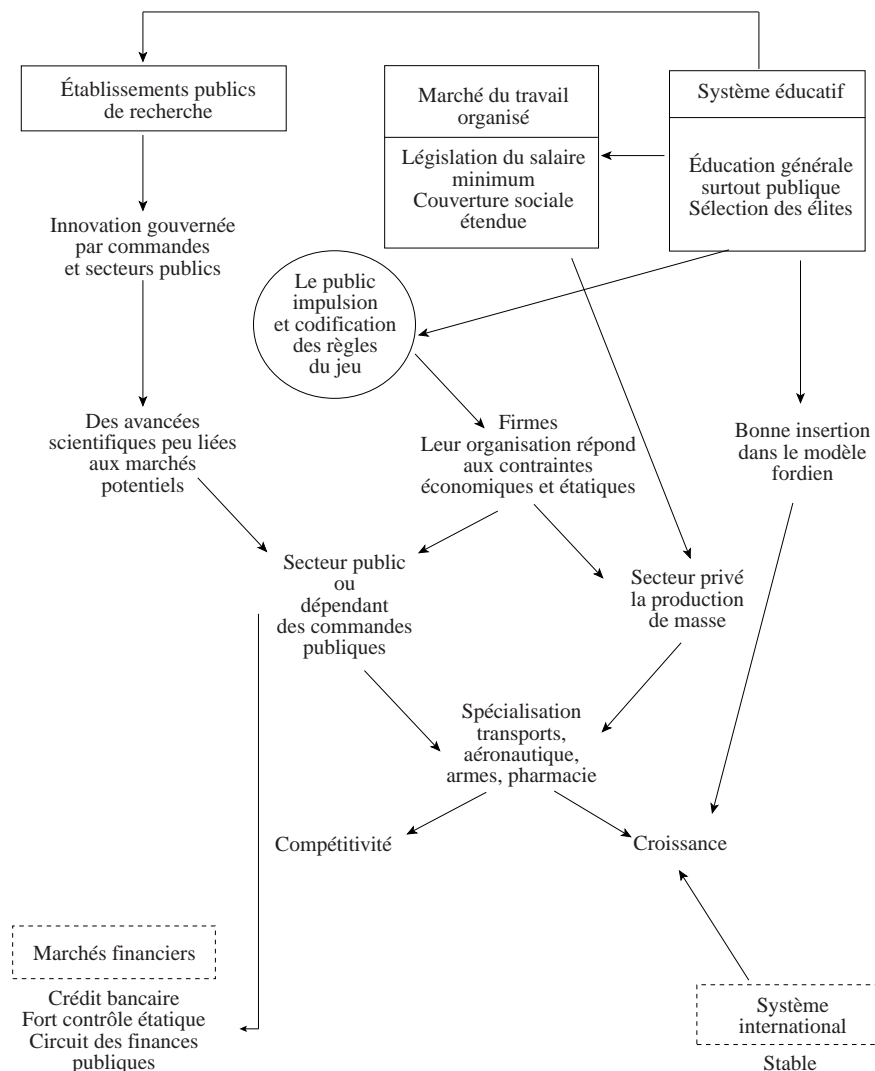 Établissements publics
de recherche
Marché du travail
organisé
Législation du salaire
minimum
Couverture sociale
étendue
Système éducatif
Éducation générale
surtout publique
Sélection des élites
Innovation gouvernée
par commandes
et secteurs publics
Le public
impulsion
et codification
des règles
du jeu
Des avancées
scientifiques peu liées
aux marchés
potentiels
Firmes
Leur organisation répond
aux contraintes
économiques et étatiques
Bonne insertion
dans le modèle
fordien
Secteur public
ou
dépendant
des commandes
publiques
Secteur privé
la production
de masse
Spécialisation
transports,
aéronautique,
armes, pharmacie
Compétitivité
Croissance
Marchés financiers
Crédit bancaire
Fort contrôle étatique
Circuit des finances
publiques
Système
international
Stable